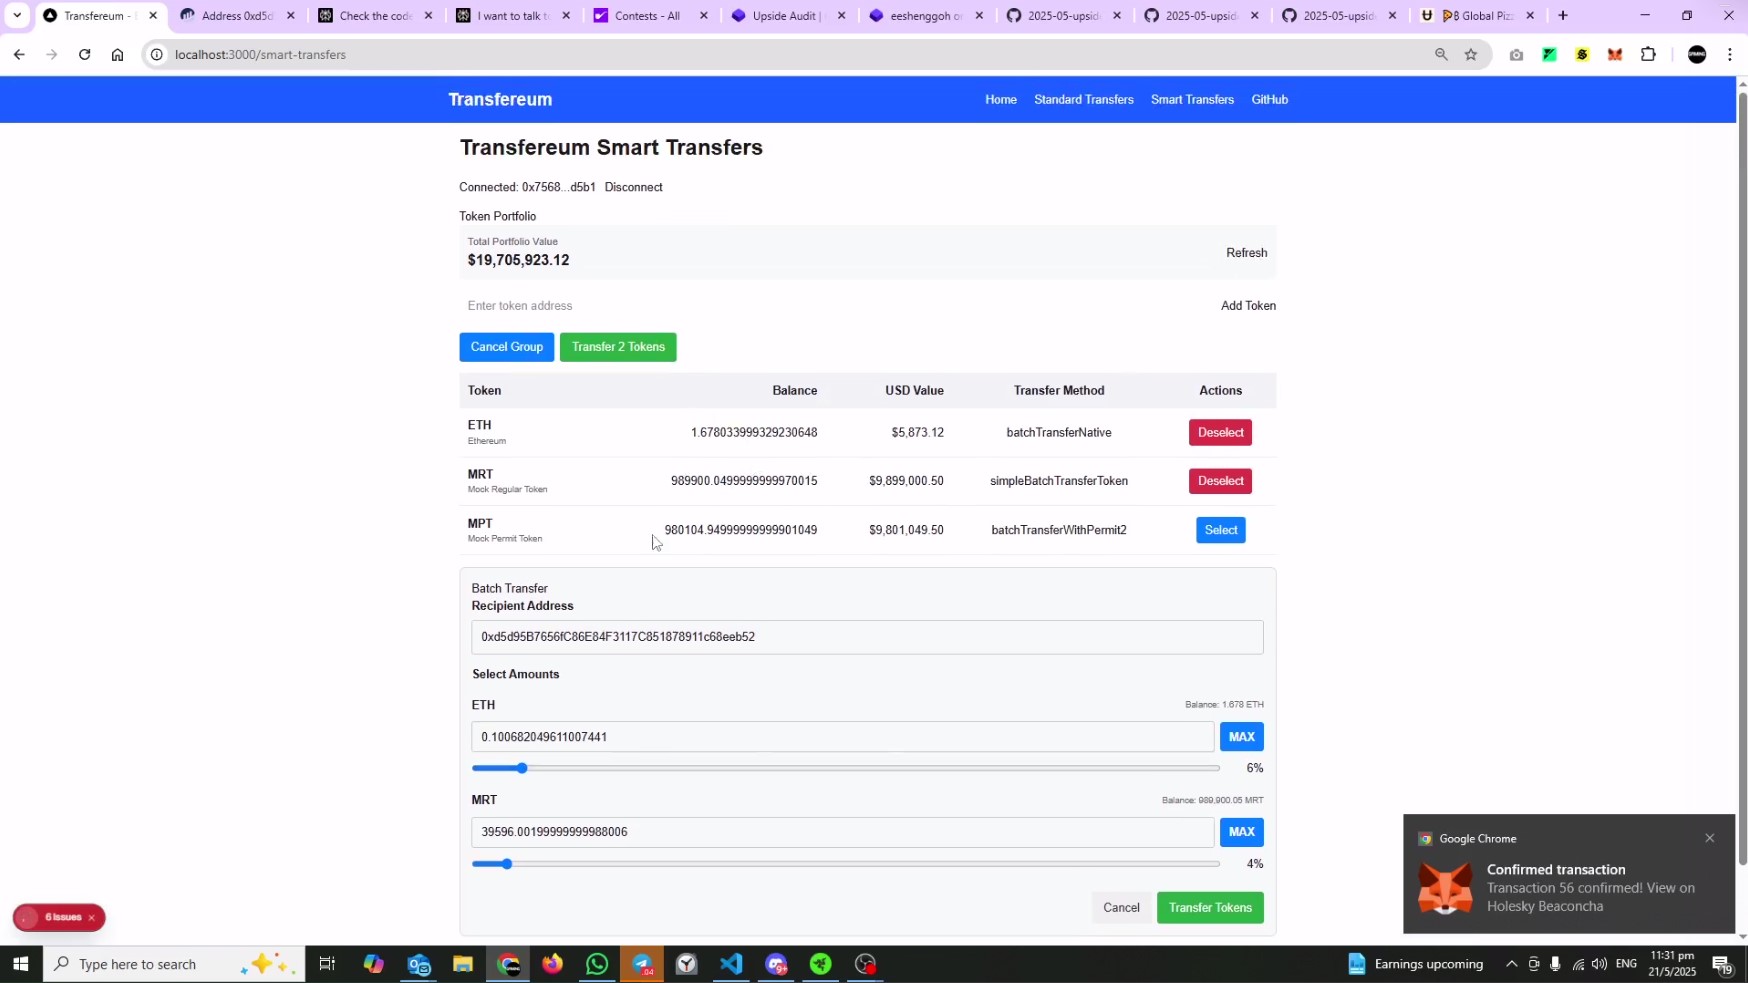 Transfereum - 
Address 0xd5d
Check the code
I want to talk to
Contests - All
Upside Audit |
eeshenggoh or
2025-05-upside
2025-05-upside
2025-05-upside
Global Pizz
localhost:3000/smart-transfers
Transfereum
Home
Standard Transfers
Smart Transfers
GitHub
Transfereum Smart Transfers
Connected: 0x7568...d5b1 Disconnect
Token Portfolio
Total Portfolio Value
$19,705,923.12
Refresh
Enter token address
Add Token
Cancel Group
Transfer 2 Tokens
Token Balance USD Value Transfer Method Actions
ETH
Ethereum
1.678033999329230648 $5,873.12 batchTransferNative Deselect
MRT
Mock Regular Token
989900.0499999999970015 $9,899,000.50 simpleBatchTransferToken Deselect
MPT
Mock Permit Token
980104.94999999999901049 $9,801,049.50 batchTransferWithPermit2 Select
Batch Transfer
Recipient Address
0xd5d95B7656fC86E84F3117C851878911c68eeb52
Select Amounts
ETH
Balance: 1.678 ETH
0.100682049611007441
MAX
6%
MRT
Balance: 989,900.05 MRT
39596.00199999999988006
MAX
4%
Cancel
Transfer Tokens
6 Issues
Google Chrome
Confirmed transaction
Transaction 56 confirmed! View on
Holesky Beaconcha
Type here to search
Earnings upcoming
ENG
11:31 pm
21/5/2025
19